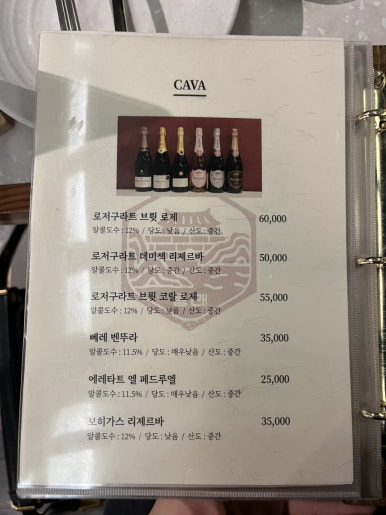 CAVA
로저구라트 브륏 로제 60,000
알콜도수 : 12% / 당도 : 낮음 / 산도 : 중간
로저구라트 데미섹 리제르바 50,000
알콜도수 : 12% / 당도 : 중간 / 산도 : 중간
로저구라트 브륏 코랄 로제 55,000
알콜도수 : 12% / 당도 : 낮음 / 산도 : 중간
뻬레 벤뚜라 35,000
알콜도수 : 11.5% / 당도 : 매우낮음 / 산도 : 중간
에레타트 엘 페드루엘 25,000
알콜도수 : 11.5% / 당도 : 매우낮음 / 산도 : 중간
보히가스 리제르바 35,000
알콜도수 : 12% / 당도 : 낮음 / 산도 : 중간